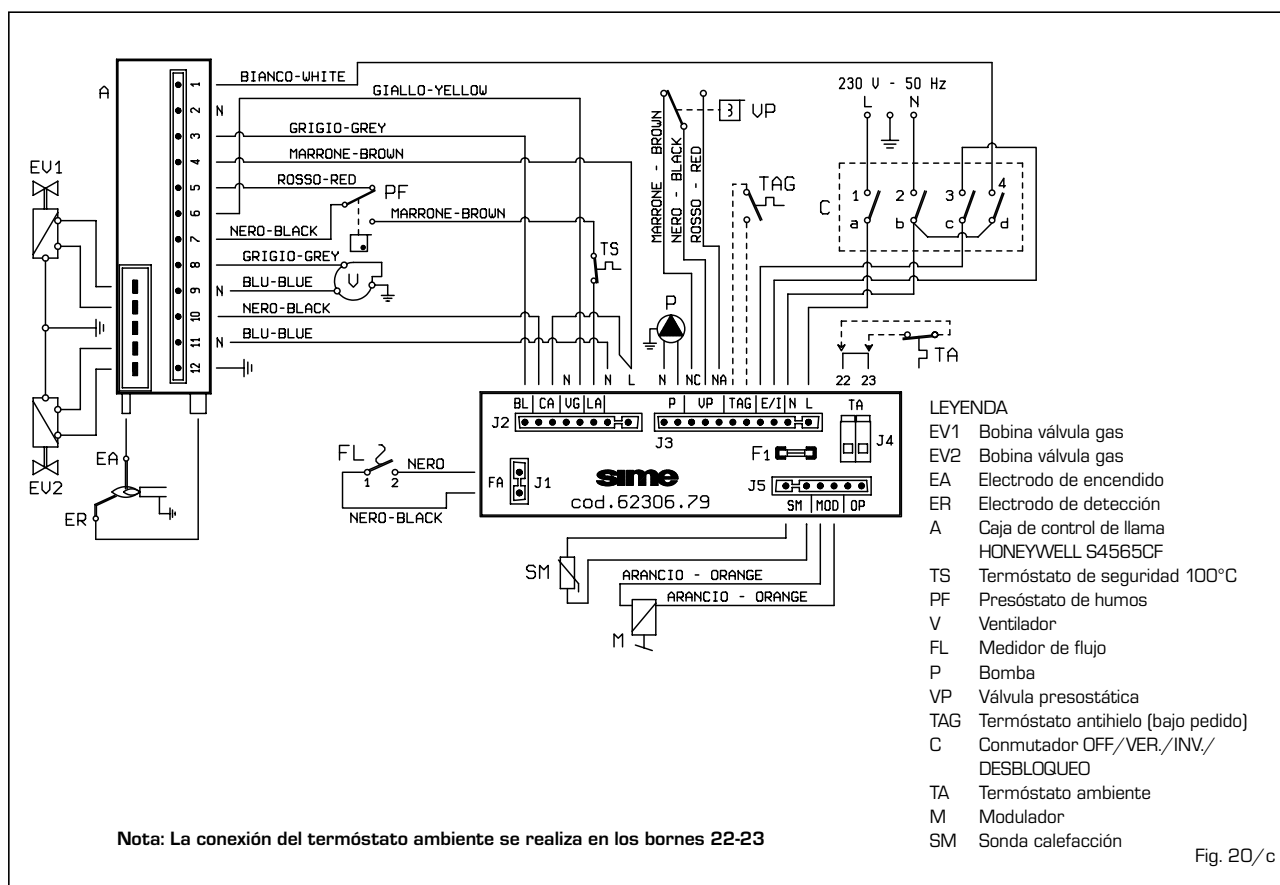 A
1
2
3
4
5
6
7
8
9
10
11
12
BIANCO-WHITE
N
GIALLO-YELLOW
GRIGIO-GREY
MARRONE-BROWN
ROSSO-RED
PF
MARRONE-BROWN
NERO-BLACK
GRIGIO-GREY
N
BLU-BLUE
V
NERO-BLACK
N
BLU-BLUE
TS
EV1
EV2
EA
ER
MARRONE - BROWN
NERO - BLACK
ROSSO - RED
VP
TAG
P
230 V - 50 Hz
L
N
C
1
2
3
4
a
b
c
d
TA
22 23
N
N
L
N
NC
NA
BL CA VG LA
J2
P VP TAG E/I N L
J3
TA
J4
F1
FL
1 2
NERO
NERO-BLACK
FA
J1
sime
cod.62306.79
J5
SM MOD OP
SM
ARANCIO - ORANGE
ARANCIO - ORANGE
M
LEYENDA
EV1 Bobina válvula gas
EV2 Bobina válvula gas
EA Electrodo de encendido
ER Electrodo de detección
A Caja de control de llama
HONEYWELL S4565CF
TS Termóstato de seguridad 100°C
PF Presóstato de humos
V Ventilador
FL Medidor de flujo
P Bomba
VP Válvula presostática
TAG Termóstato antihielo (bajo pedido)
C Conmutador OFF/VER./INV./
DESBLOQUEO
TA Termóstato ambiente
M Modulador
SM Sonda calefacción
Nota: La conexión del termóstato ambiente se realiza en los bornes 22-23
Fig. 20/c